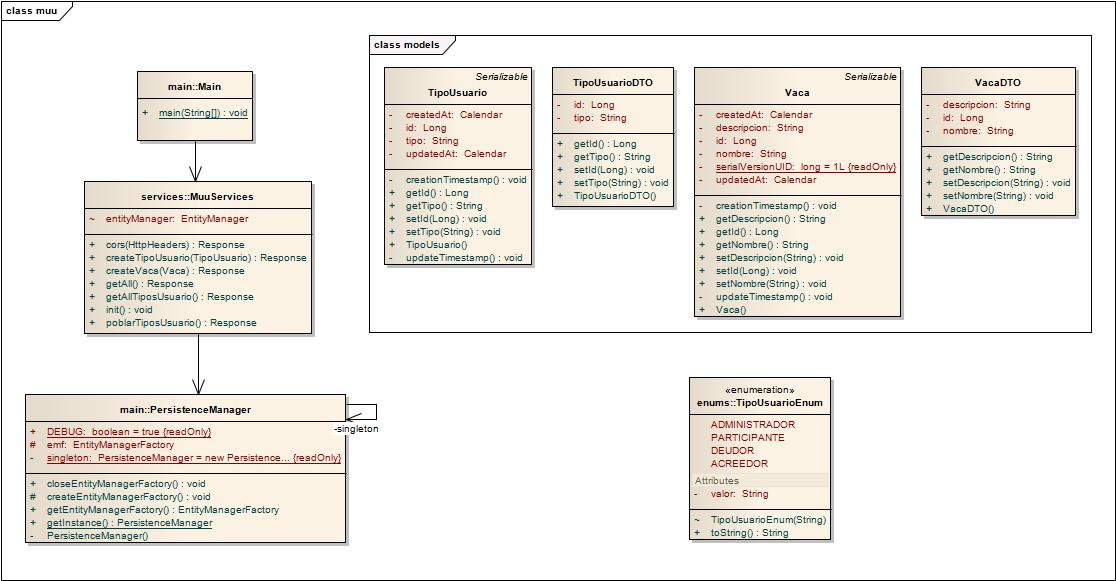 class muu
class models
main::Main
+ main(String[]) : void
services::MuuServices
~ entityManager: EntityManager
+ cors(HttpHeaders) : Response
+ createTipoUsuario(TipoUsuario) : Response
+ createVaca(Vaca) : Response
+ getAll() : Response
+ getAllTiposUsuario() : Response
+ init() : void
+ poblarTiposUsuario() : Response
main::PersistenceManager
+ DEBUG: boolean = true {readOnly}
# emf: EntityManagerFactory
- singleton: PersistenceManager = new Persistence... {readOnly}
+ closeEntityManagerFactory() : void
# createEntityManagerFactory() : void
+ getEntityManagerFactory() : EntityManagerFactory
+ getInstance() : PersistenceManager
- PersistenceManager()
-singleton
Serializable
TipoUsuario
- createdAt: Calendar
- id: Long
- tipo: String
- updatedAt: Calendar
- creationTimestamp() : void
+ getId() : Long
+ getTipo() : String
+ setId(Long) : void
+ setTipo(String) : void
+ TipoUsuario()
- updateTimestamp() : void
TipoUsuarioDTO
- id: Long
- tipo: String
+ getId() : Long
+ getTipo() : String
+ setId(Long) : void
+ setTipo(String) : void
+ TipoUsuarioDTO()
Serializable
Vaca
- createdAt: Calendar
- descripcion: String
- id: Long
- nombre: String
- serialVersionUID: long = 1L {readOnly}
- updatedAt: Calendar
- creationTimestamp() : void
+ getDescripcion() : String
+ getId() : Long
+ getNombre() : String
+ setDescripcion(String) : void
+ setId(Long) : void
+ setNombre(String) : void
- updateTimestamp() : void
+ Vaca()
VacaDTO
- descripcion: String
- id: Long
- nombre: String
+ getDescripcion() : String
+ getNombre() : String
+ setDescripcion(String) : void
+ setNombre(String) : void
+ VacaDTO()
«enumeration»
enums::TipoUsuarioEnum
ADMINISTRADOR
PARTICIPANTE
DEUDOR
ACREEDOR
Attributes
- valor: String
~ TipoUsuarioEnum(String)
+ toString() : String